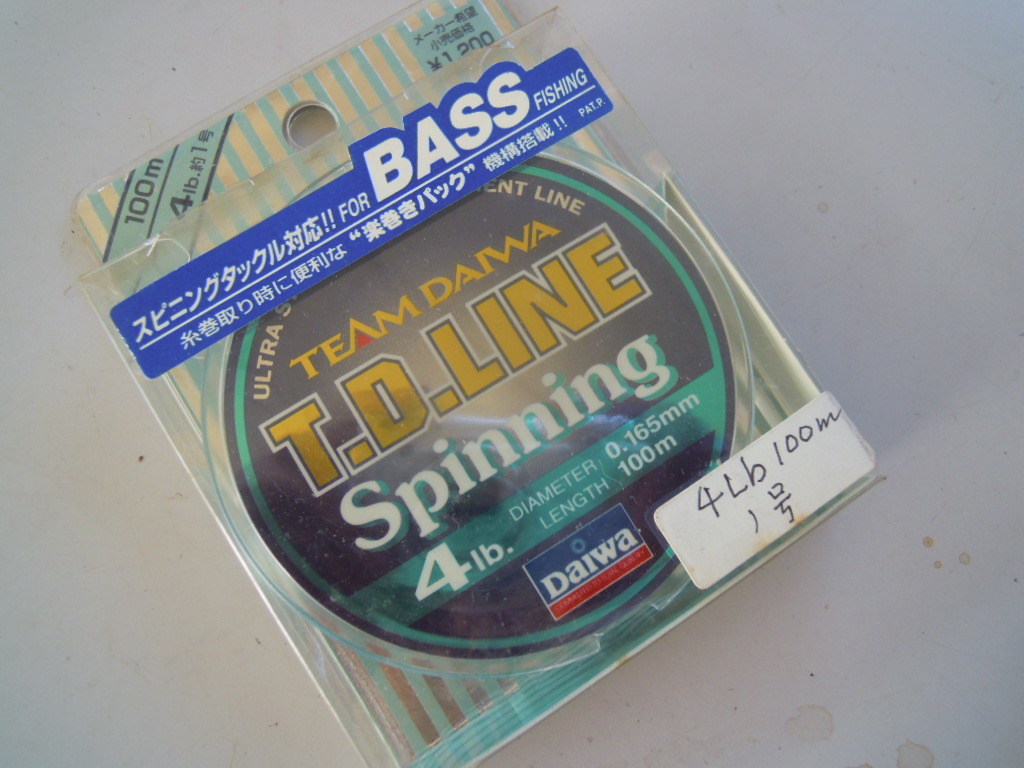 メーカー希望
小売価格
¥1,200
100m
4lb.約1号
スピニングタックル対応!! FOR BASS FISHING
糸巻取り時に便利な “楽巻きパック” 機構搭載!! PAT.P.
ULTRA
LINE
TEAM DAIWA
T.D.LINE
Spinning
DIAMETER 0.165mm
LENGTH 100m
4lb.
Daiwa
4Lb 100m
1号